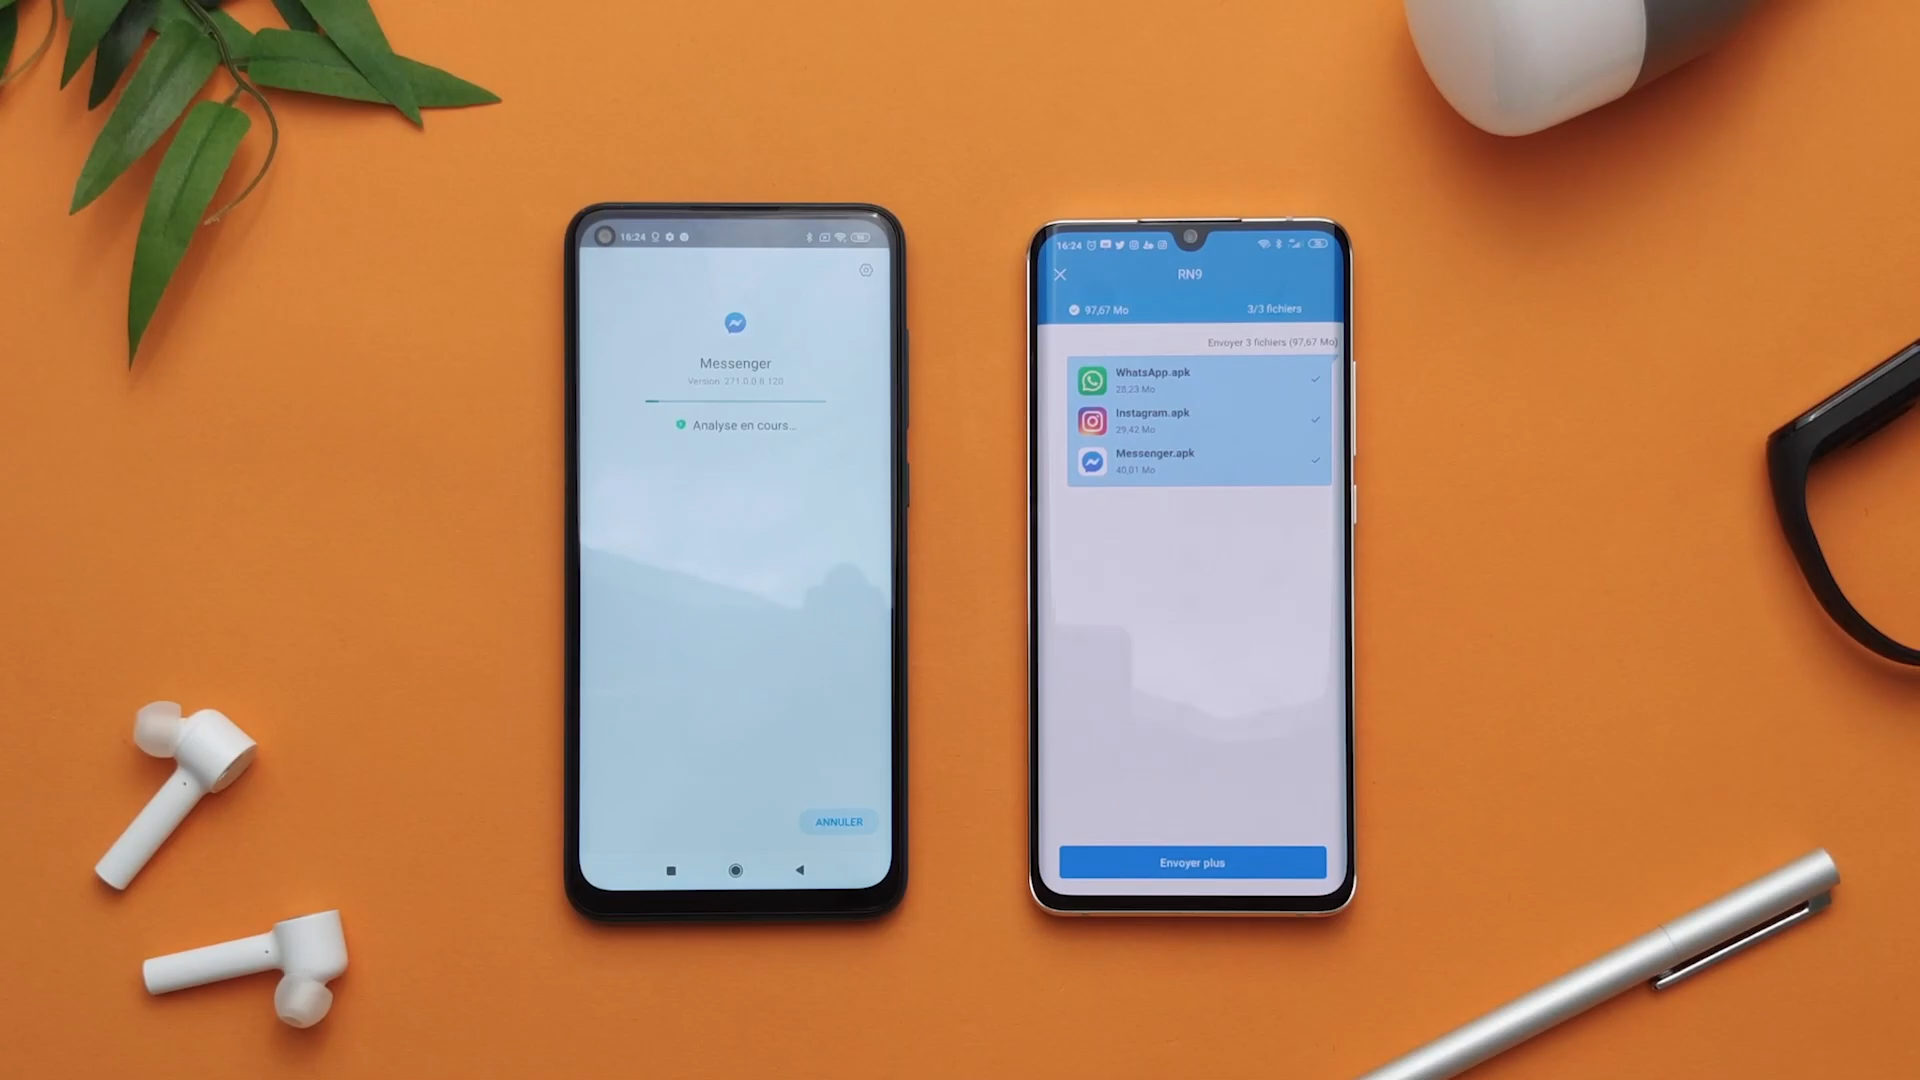 16:24
Messenger
Version: 271.0.0.6.120
Analyse en cours...
ANNULER
16:24
RN9
97,67 Mo
3/3 fichiers
Envoyer 3 fichiers (97,67 Mo)
WhatsApp.apk
28,23 Mo
Instagram.apk
29,42 Mo
Messenger.apk
40,01 Mo
Envoyer plus